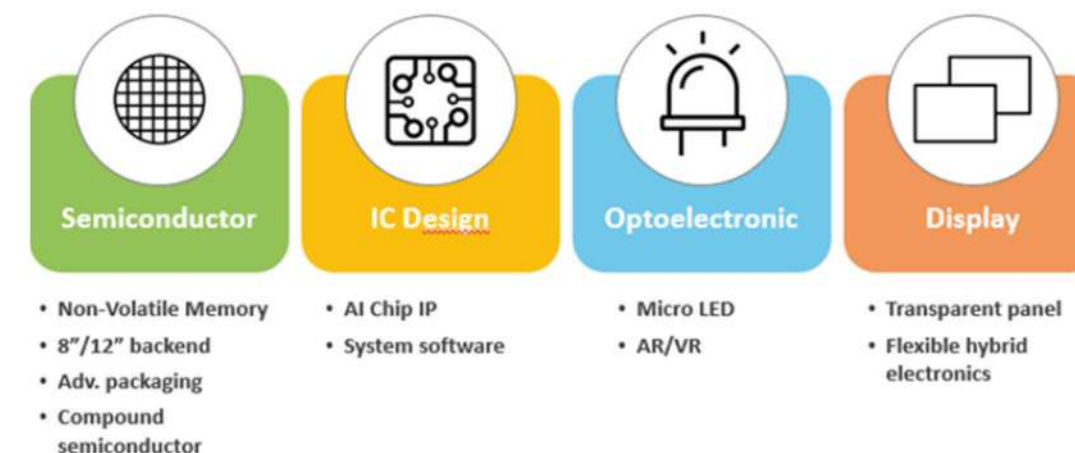 Semiconductor
IC Design
Optoelectronic
Display
• Non-Volatile Memory
• 8”/12” backend
• Adv. packaging
• Compound
semiconductor
• AI Chip IP
• System software
• Micro LED
• AR/VR
• Transparent panel
• Flexible hybrid
electronics